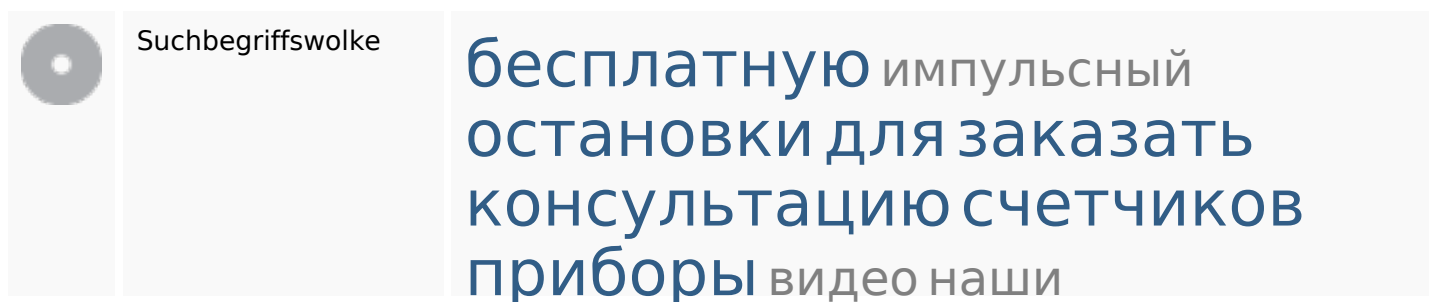 Suchbegriffswolke
бесплатную импульсный
остановки для заказать
консультацию счетчиков
приборы видео наши